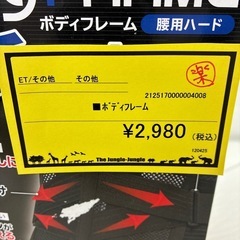 ボディフレーム 腰用ハード
楽
ET/その他 その他
2125170000004008
■ﾎﾞﾃﾞｨﾌﾚｰﾑ
¥2,980(税込)
The Jungle-Jungle
120425